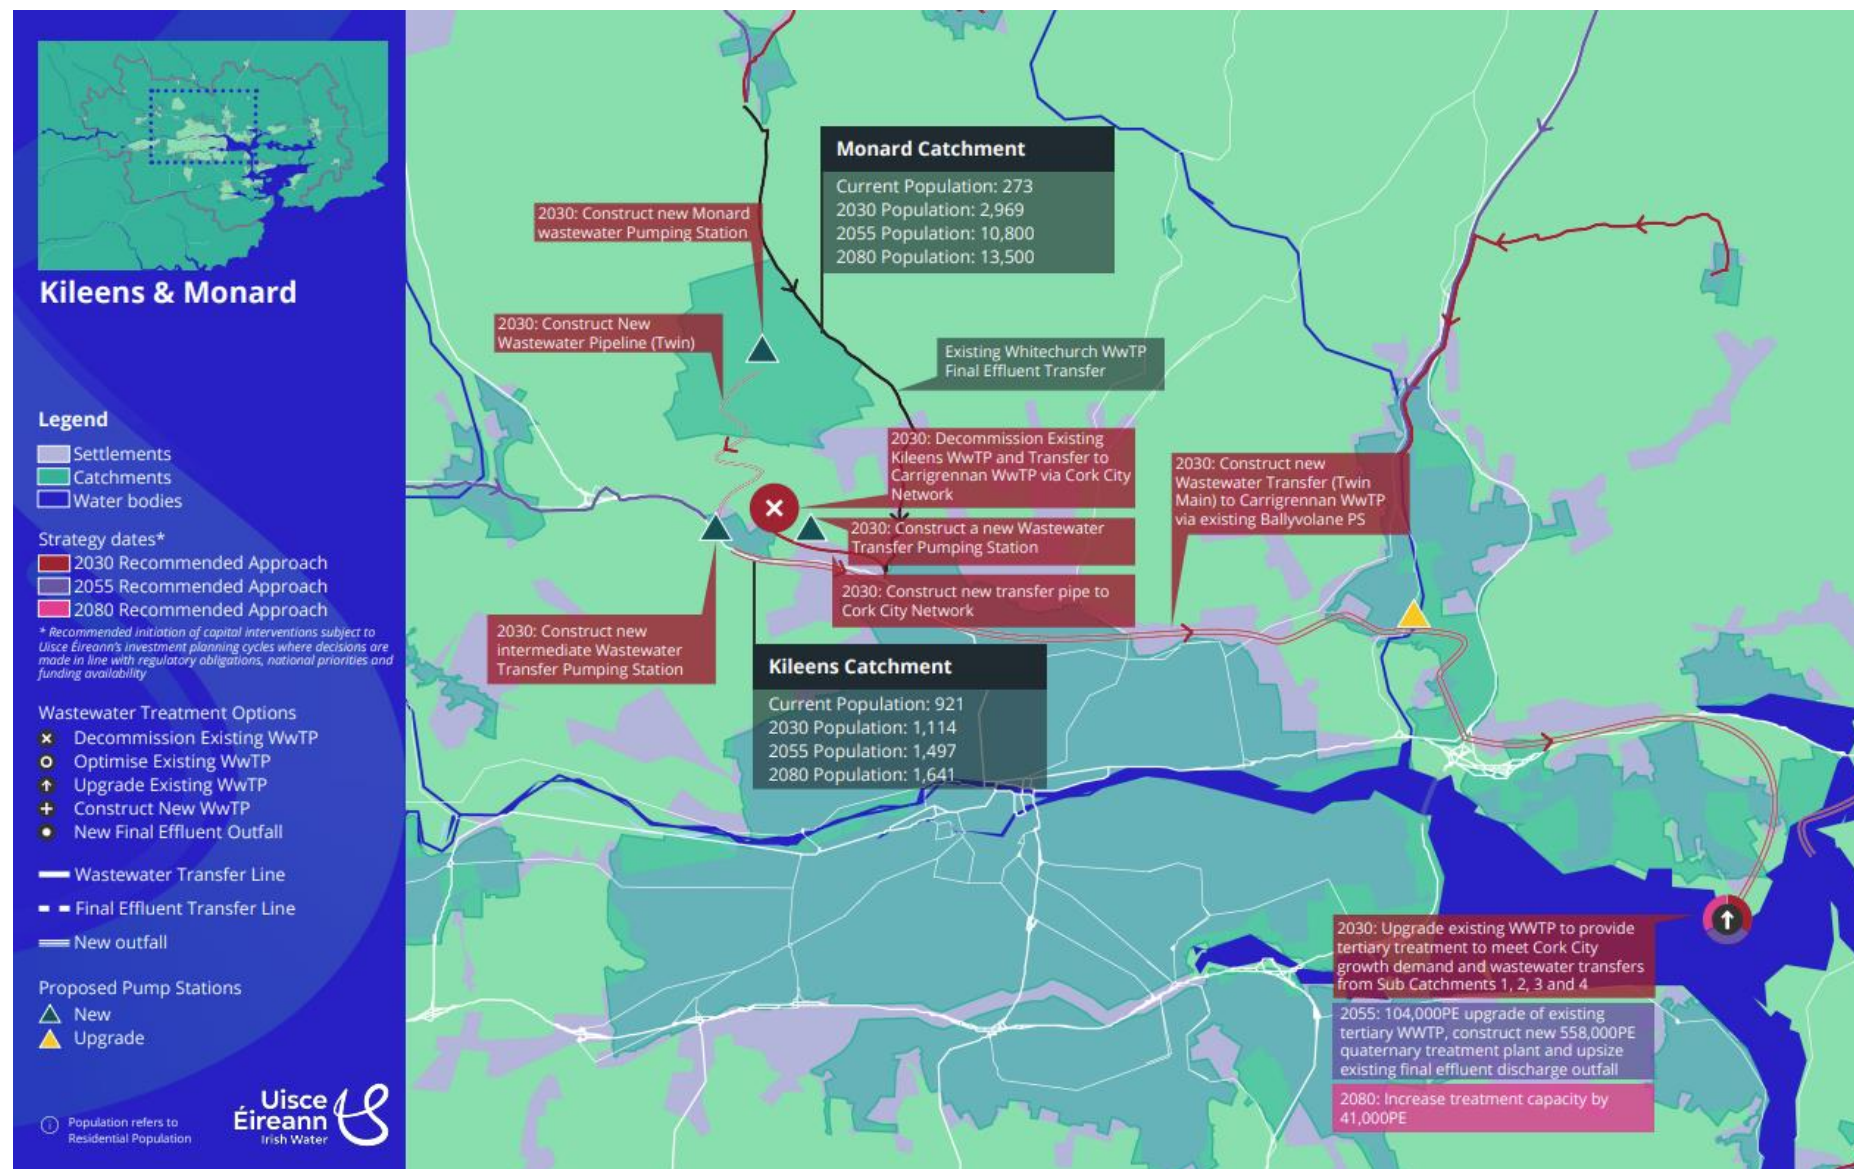 Kileens & Monard
Legend
Settlements
Catchments
Water bodies
Strategy dates*
2030 Recommended Approach
2055 Recommended Approach
2080 Recommended Approach
* Recommended initiation of capital interventions subject to
Uisce Éireann's investment planning cycles where decisions are
made in line with regulatory obligations, national priorities and
funding availability
Wastewater Treatment Options
Decommission Existing WwTP
Optimise Existing WwTP
Upgrade Existing WwTP
Construct New WwTP
New Final Effluent Outfall
Wastewater Transfer Line
Final Effluent Transfer Line
New outfall
Proposed Pump Stations
New
Upgrade
Population refers to
Residential Population
Uisce
Éireann
Irish Water
Monard Catchment
Current Population: 273
2030 Population: 2,969
2055 Population: 10,800
2080 Population: 13,500
2030: Construct new Monard
wastewater Pumping Station
2030: Construct New
Wastewater Pipeline (Twin)
Existing Whitechurch WwTP
Final Effluent Transfer
2030: Decommission Existing
Kileens WwTP and Transfer to
Carrigrennan WwTP via Cork City
Network
2030: Construct a new Wastewater
Transfer Pumping Station
2030: Construct new transfer pipe to
Cork City Network
2030: Construct new
Wastewater Transfer (Twin
Main) to Carrigrennan WwTP
via existing Ballyvolane PS
2030: Construct new
intermediate Wastewater
Transfer Pumping Station
Kileens Catchment
Current Population: 921
2030 Population: 1,114
2055 Population: 1,497
2080 Population: 1,641
2030: Upgrade existing WWTP to provide
tertiary treatment to meet Cork City
growth demand and wastewater transfers
from Sub Catchments 1, 2, 3 and 4
2055: 104,000PE upgrade of existing
tertiary WWTP, construct new 558,000PE
quaternary treatment plant and upsize
existing final effluent discharge outfall
2080: Increase treatment capacity by
41,000PE